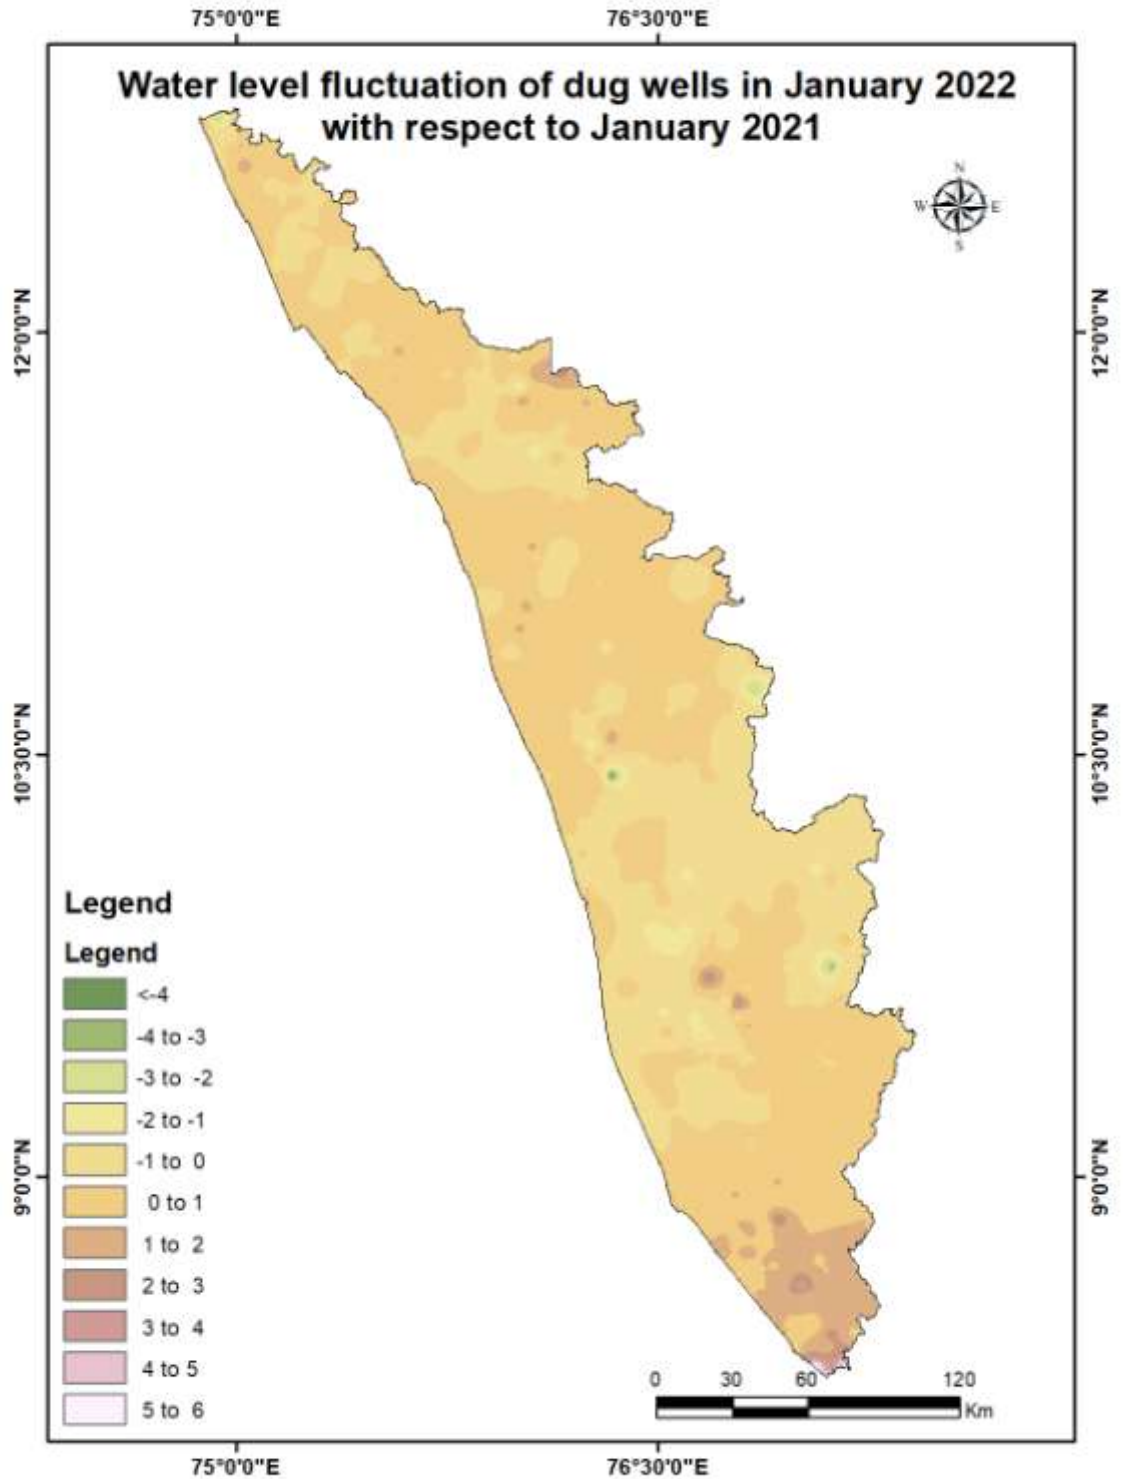 75°0'0"E 76°30'0"E
Water level fluctuation of dug wells in January 2022
with respect to January 2021
N
W E
S
12°0'0"N 12°0'0"N
10°30'0"N 10°30'0"N
Legend
Legend
<-4
-4 to -3
-3 to -2
-2 to -1
-1 to 0
0 to 1
1 to 2
2 to 3
3 to 4
4 to 5
5 to 6
9°0'0"N 9°0'0"N
0 30 60 120
Km
75°0'0"E 76°30'0"E